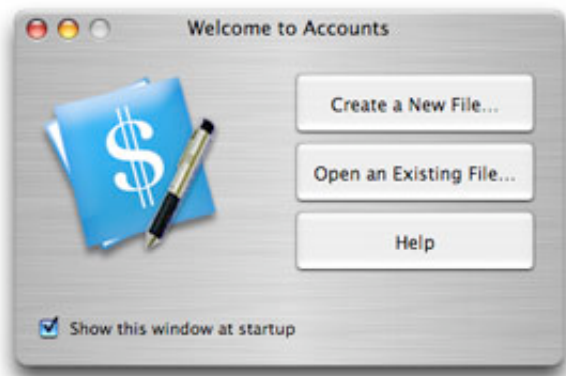 Welcome to Accounts
$
Create a New File...
Open an Existing File...
Help
Show this window at startup